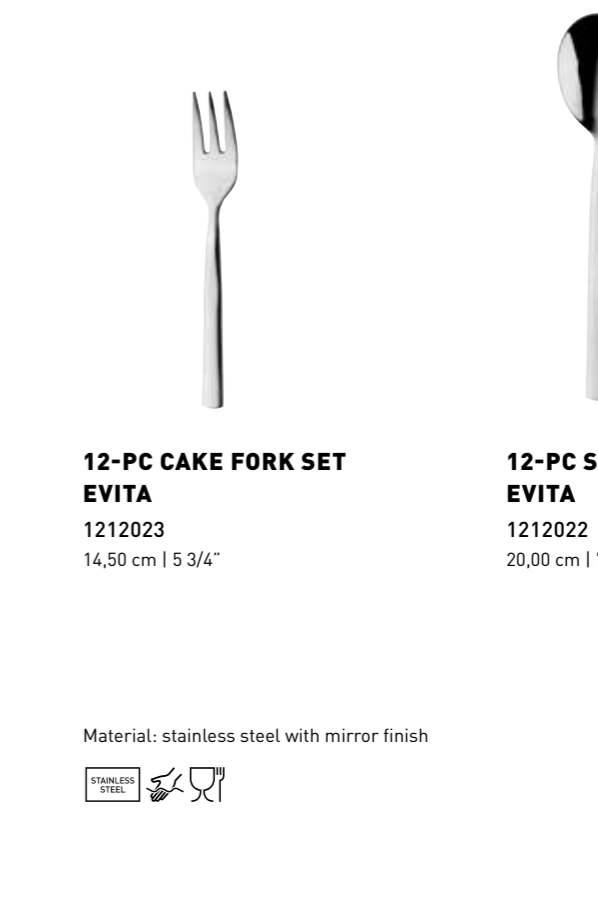 12-PC CAKE FORK SET
EVITA
1212023
14,50 cm | 5 3/4”
12-PC S
EVITA
1212022
20,00 cm |
Material: stainless steel with mirror finish
STAINLESS
STEEL